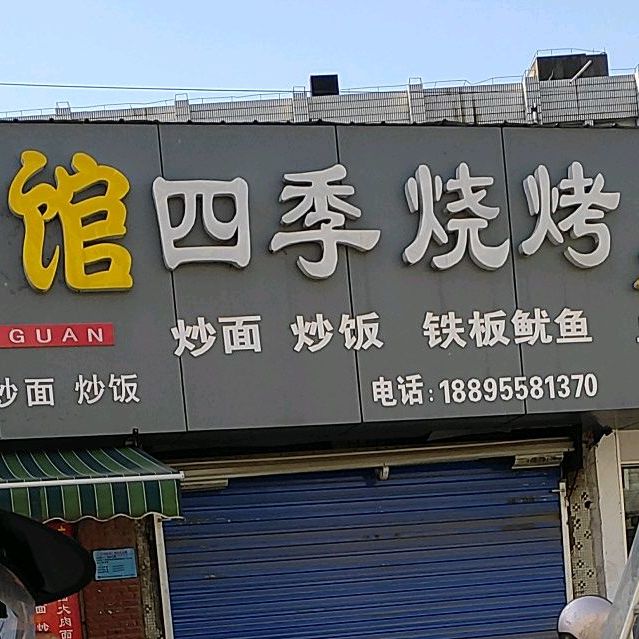 馆
GUAN
炒面 炒饭
四季烧烤
炒面 炒饭 铁板鱿鱼
电话:18895581370